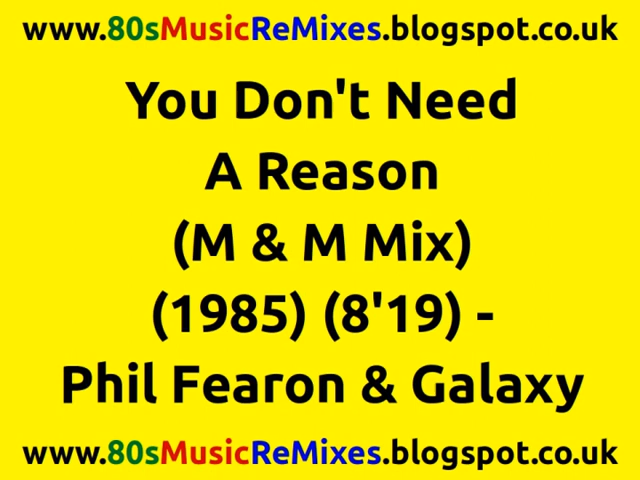 www.80sMusicReMixes.blogspot.co.uk
You Don't Need
A Reason
(M & M Mix)
(1985) (8'19) -
Phil Fearon & Galaxy
www.80sMusicReMixes.blogspot.co.uk